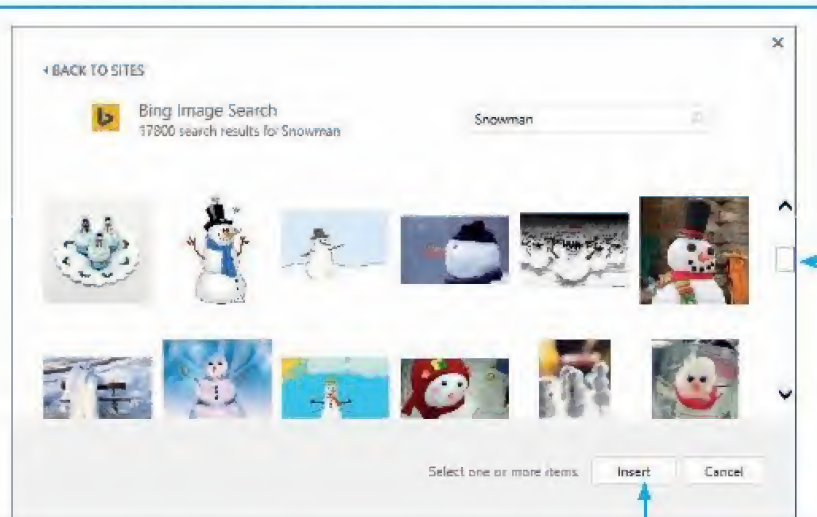 BACK TO SITES
Bing Image Search
17800 search results for Snowman
Snowman
Select one or more items.
Insert
Cancel